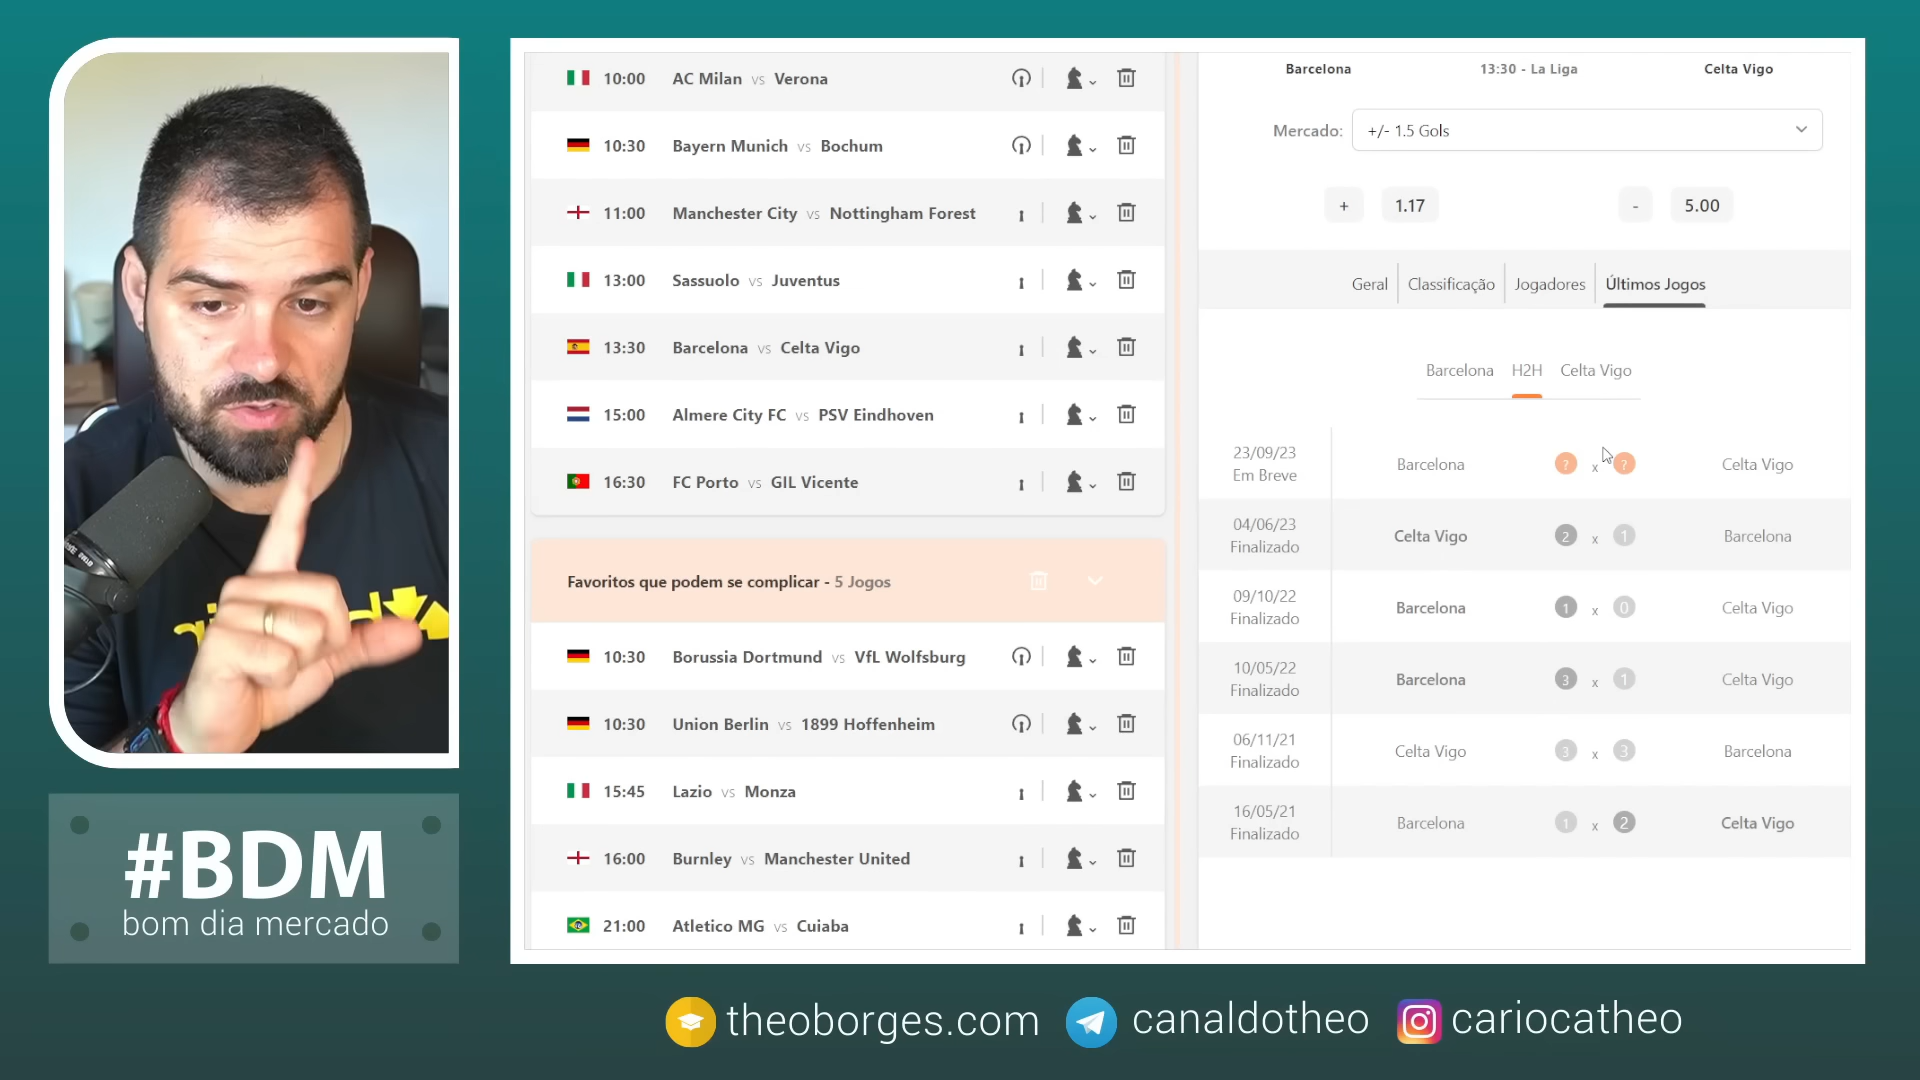 10:00 AC Milan vs Verona
10:30 Bayern Munich vs Bochum
11:00 Manchester City vs Nottingham Forest
13:00 Sassuolo vs Juventus
13:30 Barcelona vs Celta Vigo
15:00 Almere City FC vs PSV Eindhoven
16:30 FC Porto vs GIL Vicente
Favoritos que podem se complicar - 5 Jogos
10:30 Borussia Dortmund vs VfL Wolfsburg
10:30 Union Berlin vs 1899 Hoffenheim
15:45 Lazio vs Monza
16:00 Burnley vs Manchester United
21:00 Atletico MG vs Cuiaba
Barcelona 13:30 - La Liga Celta Vigo
Mercado: +/- 1.5 Gols
+ 1.17 - 5.00
Geral Classificação Jogadores Últimos Jogos
Barcelona H2H Celta Vigo
23/09/23
Em Breve
Barcelona ? x ? Celta Vigo
04/06/23
Finalizado
Celta Vigo 2 x 1 Barcelona
09/10/22
Finalizado
Barcelona 1 x 0 Celta Vigo
10/05/22
Finalizado
Barcelona 3 x 1 Celta Vigo
06/11/21
Finalizado
Celta Vigo 3 x 3 Barcelona
16/05/21
Finalizado
Barcelona 1 x 2 Celta Vigo
#BDM
bom dia mercado
theoborges.com canaldotheo cariocatheo